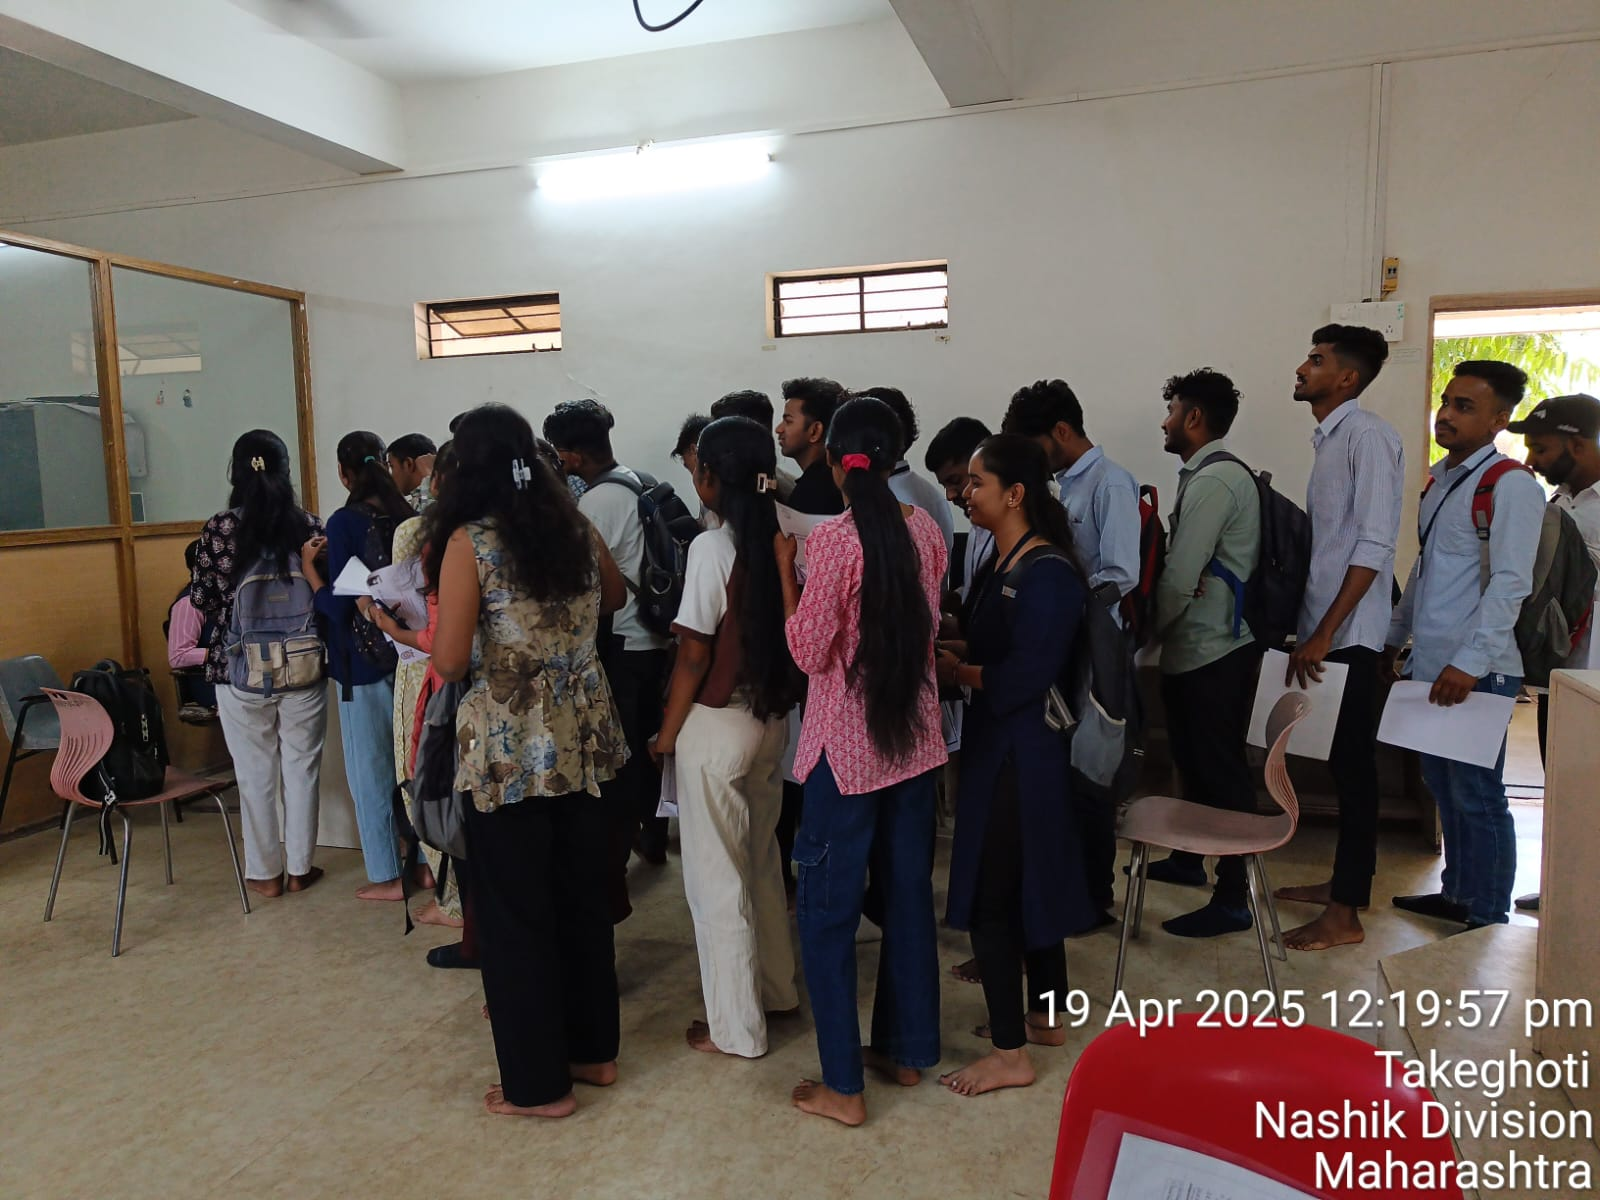 19 Apr 2025 12:19:57 pm
Takeghoti
Nashik Division
Maharashtra